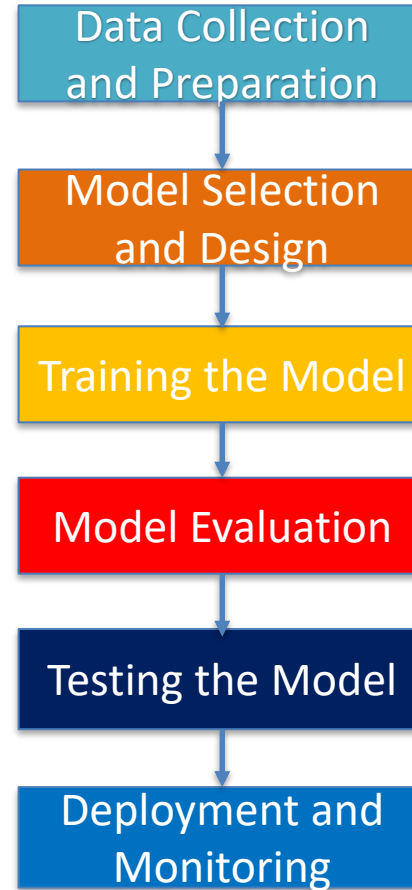 Data Collection
and Preparation
Model Selection
and Design
Training the Model
Model Evaluation
Testing the Model
Deployment and
Monitoring